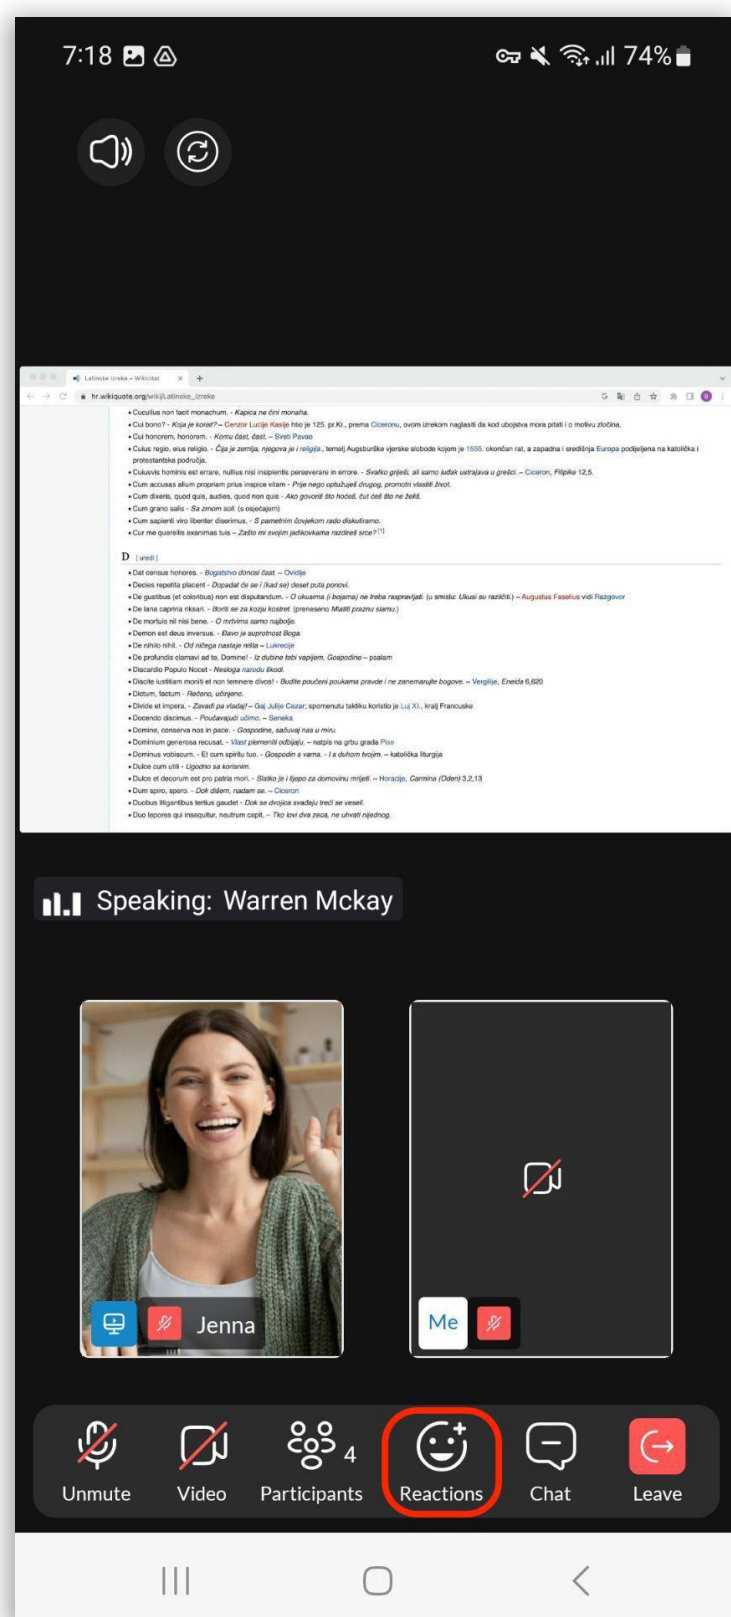 7:18
74%
Latinske izreke – Wikicitat
hr.wikiquote.org/wiki/Latinske_izreke
• Cucullus non facit monachum. - Kapica ne čini monaha.
• Cui bono? - Koja je korist? – Cenzor Lucije Kasije htio je 125. pr.Kr., prema Ciceronu, ovom izrekom naglasiti da kod ubojstva mora pitati i o motivu zločina.
• Cui honorem, honorem. - Komu čast, čast. – Sveti Pavao
• Cuius regio, eius religio. - Čija je zemlja, njegova je i religija., temelj Augsburške vjerske slobode kojom je 1555. okončan rat, a zapadna i središnja Europa podijeljena na katolička i
protestantska područja.
• Cuiusvis hominis est errare, nullius nisi insipientis perseverare in errore. - Svatko griješi, ali samo luđak ustrajava u grešci. – Ciceron, Filipike 12,5.
• Cum accusas alium propriam prius inspice vitam - Prije nego optužuješ drugog, promotri vlastiti život.
• Cum dixeris, quod quis, audies, quod non quis - Ako govoriš što hoćeš, čut ćeš što ne želiš.
• Cum grano salis - Sa zrnom soli. (s osjećajem)
• Cum sapienti viro libenter diserimus. - S pametnim čovjekom rado diskutiramo.
• Cur me querellis exanimas tuis – Zašto mi svojim jadikovkama razdireš srce? [1]
D [ uredi ]
• Dat census honores. - Bogatstvo donosi čast. – Ovidije
• Decies repetita placent - Dopadat će se i (kad se) deset puta ponovi.
• De gustibus (et coloribus) non est disputandum. - O ukusima (i bojama) ne treba raspravljati. (u smislu: Ukusi su različiti.) – Augustus Faselius vidi Razgovor
• De lana caprina riksari. - Boriti se za kozju kostret. (preneseno Mlatiti praznu slamu.)
• De mortuis nil nisi bene. - O mrtvima samo najbolje.
• Demon est deus inversus. - Đavo je suprotnost Boga.
• De nihilo nihil. - Od ničega nastaje ništa – Lukrecije
• De profundis clamavi ad te, Domine! - Iz dubine tebi vapijem, Gospodine – psalam
• Discardio Populo Nocet - Nesloga narodu škodi.
• Discite iustitiam moniti et non temnere divos! - Budite poučeni poukama pravde i ne zanemarujte bogove. – Vergilije, Eneida 6,620
• Dictum, factum - Rečeno, učinjeno.
• Divide et impera. - Zavadi pa vladaj! – Gaj Julije Cezar; spomenutu taktiku koristio je Luj XI., kralj Francuske
• Docendo discimus. - Poučavajući učimo. – Seneka
• Domine, conserva nos in pace. - Gospodine, sačuvaj nas u miru.
• Dominium generosa recusat. - Vlast plemeniti odbijaju. – natpis na grbu grada Pise
• Dominus vobiscum. - Et cum spiritu tuo. - Gospodin s vama. - I s duhom tvojim. – katolička liturgija
• Dulce cum utili - Ugodno sa korisnim.
• Dulce et decorum est pro patria mori. - Slatko je i lijepo za domovinu mrijeti. – Horacije, Carmina (Oden) 3,2,13
• Dum spiro, spero. - Dok dišem, nadam se. – Ciceron
• Duobus litigantibus tertius gaudet - Dok se dvojica svađaju treći se veseli.
• Duo lepores qui insequitur, neutrum capit. – Tko lovi dva zeca, ne uhvati nijednog.
Speaking: Warren Mckay
Jenna
Me
4
Unmute Video Participants Reactions Chat Leave